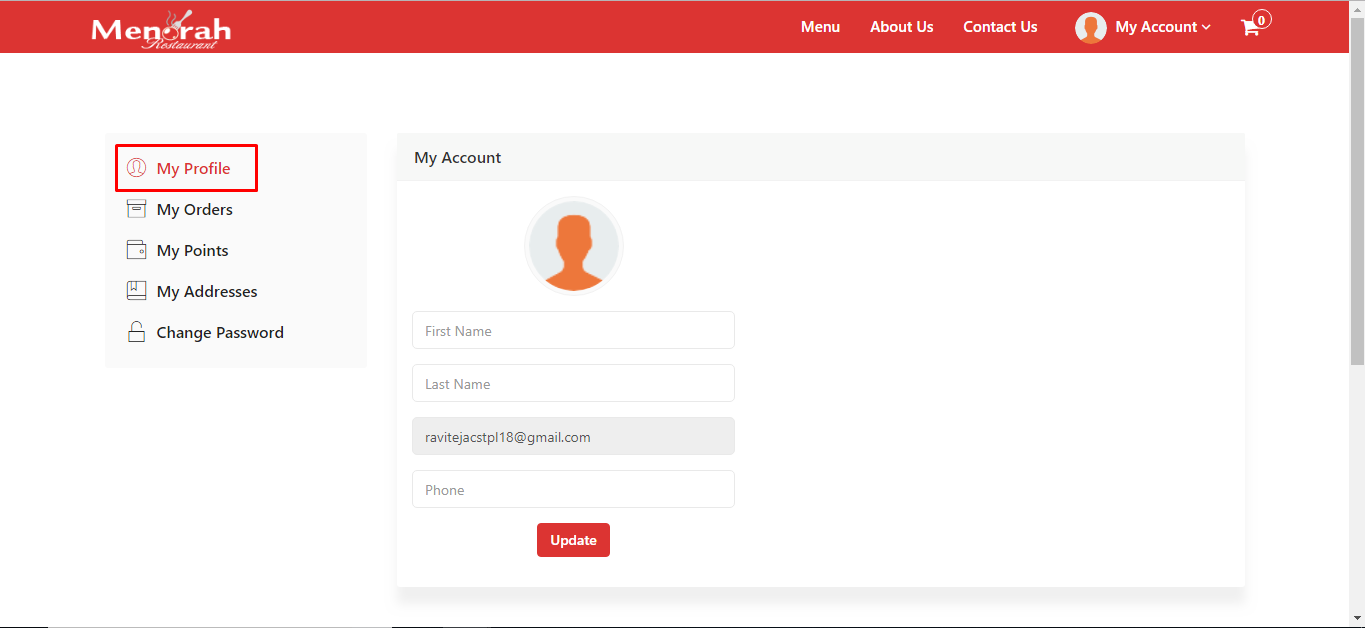 Menorah
Restaurant
Menu About Us Contact Us My Account 0
My Profile
My Orders
My Points
My Addresses
Change Password
My Account
First Name
Last Name
ravitejacstpl18@gmail.com
Phone
Update